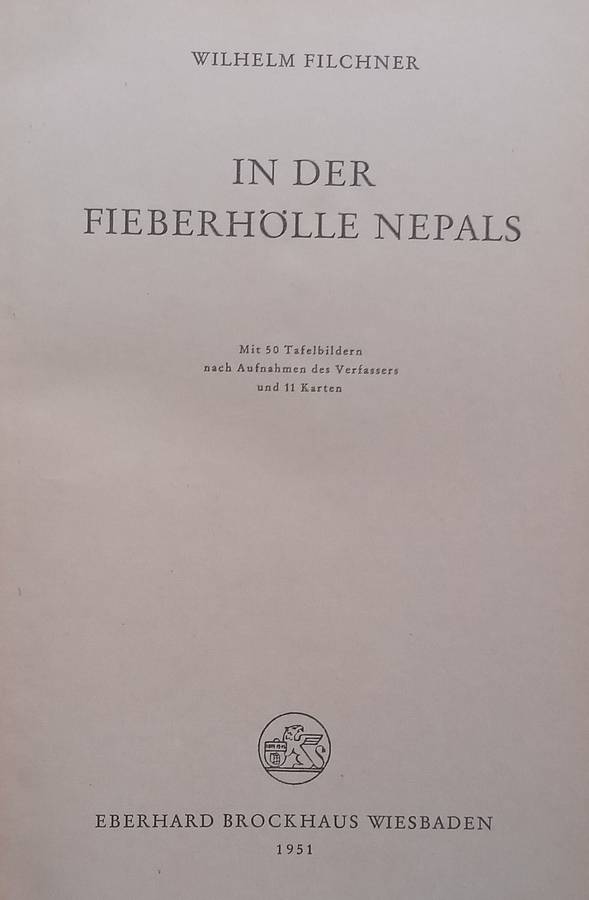 WILHELM FILCHNER
IN DER
FIEBERHÖLLE NEPALS
Mit 50 Tafelbildern
nach Aufnahmen des Verfassers
und 11 Karten
EBERHARD BROCKHAUS WIESBADEN
1951